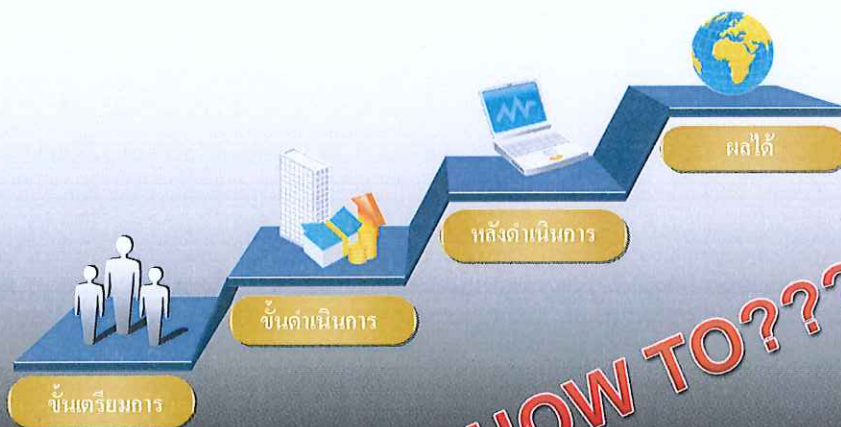 ขั้นเตรียมการ
ขั้นดำเนินการ
หลังดำเนินการ
ผลได้
HOW TO???